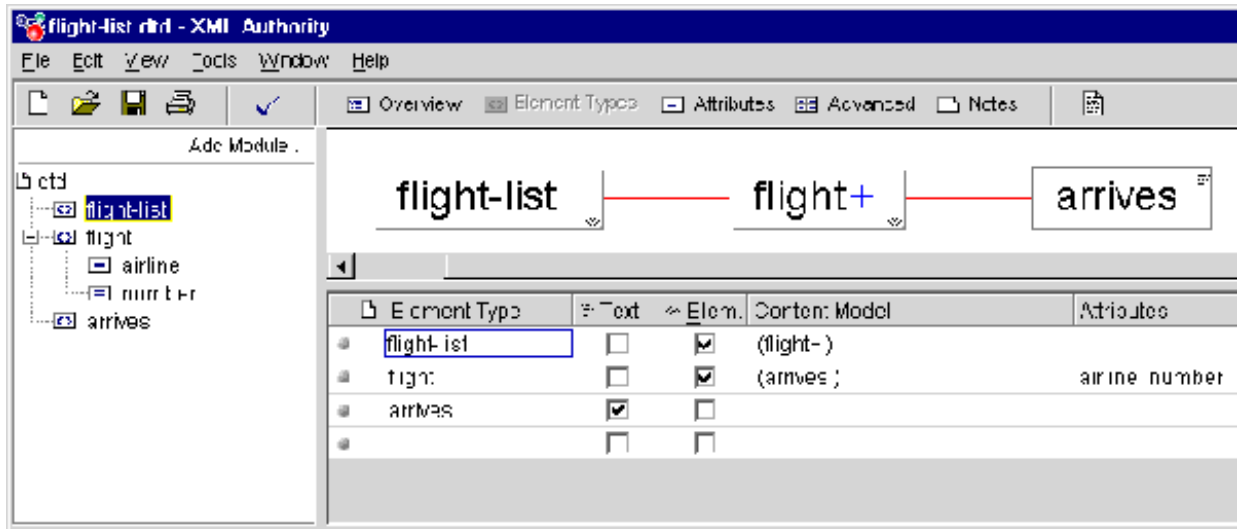 flight-list dtd - XML Authority
File Edit View Tools Window Help
Overview Element Types Attributes Advanced Notes
Add Module .
dtd
flight-list
flight
airline
number
arrives
flight-list flight+ arrives
Element Type Text Elem. Content Model Attributes
flight-list (flight+)
flight (arrives ) airline number
arrives